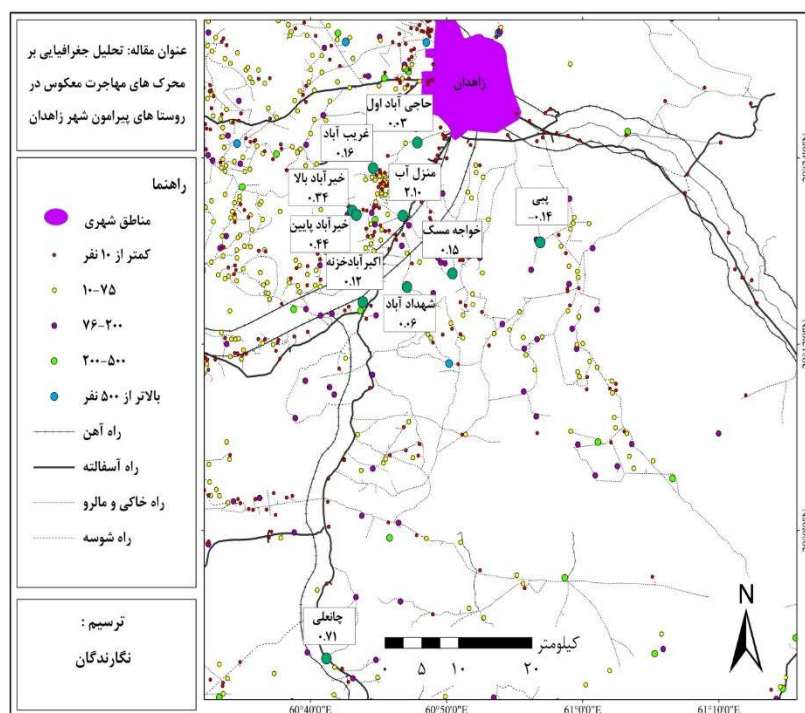 عنوان مقاله: تحلیل جغرافیایی بر
محرک های مهاجرت معکوس در
روستا های پیرامون شهر زاهدان
راهنما
مناطق شهری
کمتر از ۱۰ نفر
۱۰-۷۵
۷۶-۲۰۰
۲۰۰-۵۰۰
بالاتر از ۵۰۰ نفر
راه آهن
راه آسفالته
راه خاکی و مالرو
راه شوسه
ترسیم :
نگارندگان
زاهدان
حاجی آباد اول
۰.۰۳
غریب آباد
۰.۱۶
منزل آب
۲.۱۰
خیرآباد بالا
۰.۳۴
پبی
-۰.۱۴
خواجه مسک
۰.۱۵
خیرآباد پایین
۰.۴۴
اکبرآبادخزنه
۰.۱۲
شهداد آباد
۰.۰۶
چانعلی
۰.۷۱
N
کیلومتر
۰ ۵ ۱۰ ۲۰
60°40'0"E
60°50'0"E
61°0'0"E
61°10'0"E